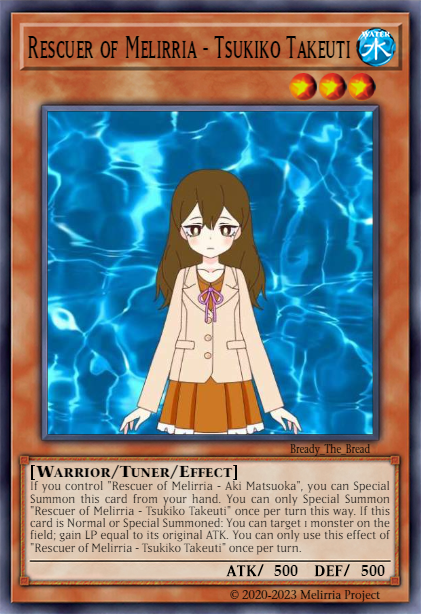 Rescuer of Melirria - Tsukiko Takeuti
WATER
水
Bready_The_Bread
[Warrior/Tuner/Effect]
If you control "Rescuer of Melirria - Aki Matsuoka", you can Special
Summon this card from your hand. You can only Special Summon
"Rescuer of Melirria - Tsukiko Takeuti" once per turn this way. If this
card is Normal or Special Summoned: You can target 1 monster on the
field; gain LP equal to its original ATK. You can only use this effect of
"Rescuer of Melirria - Tsukiko Takeuti" once per turn.
ATK/ 500 DEF/ 500
© 2020-2023 Melirria Project